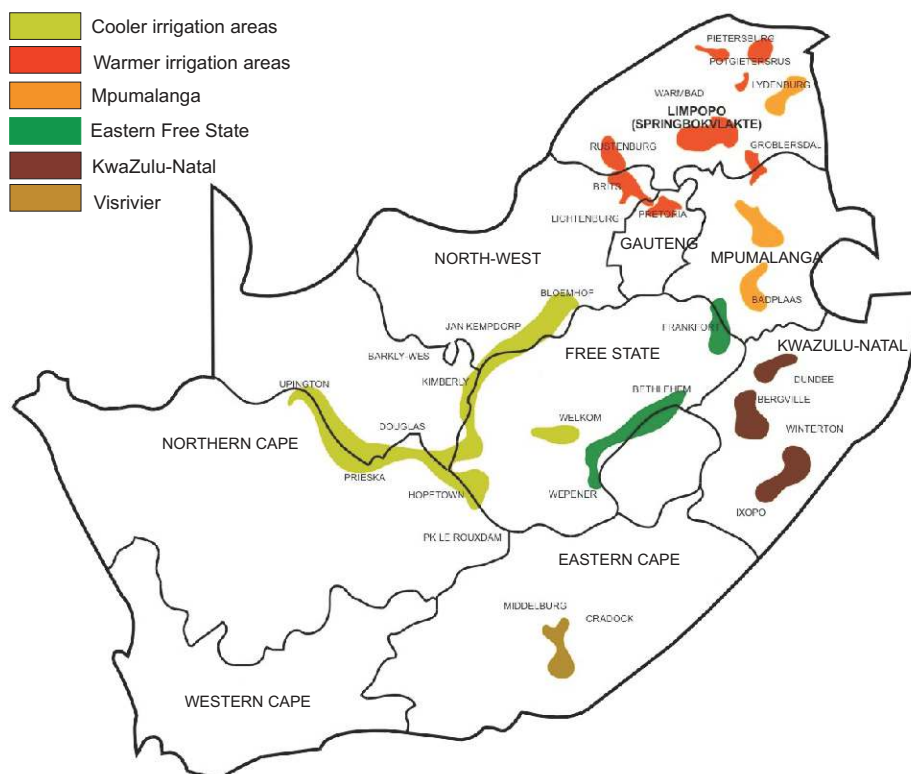 Cooler irrigation areas
Warmer irrigation areas
Mpumalanga
Eastern Free State
KwaZulu-Natal
Visrivier
PIETERSBURG
POTGIETERSRUS
LYDENBURG
WARMBAD
LIMPOPO
(SPRINGBOKVLAKTE)
RUSTENBURG
GROBLERSDAL
BRITS
LICHTENBURG
PRETORIA
GAUTENG
NORTH-WEST
MPUMALANGA
BLOEMHOF
BADPLAAS
JAN KEMPDORP
FRANKFORT
BARKLY-WES
FREE STATE
KWAZULU-NATAL
UPINGTON
KIMBERLY
DUNDEE
BETHLEHEM
BERGVILLE
WELKOM
DOUGLAS
WINTERTON
NORTHERN CAPE
PRIESKA
HOPETOWN
WEPENER
IXOPO
PK LE ROUXDAM
EASTERN CAPE
MIDDELBURG
CRADOCK
WESTERN CAPE